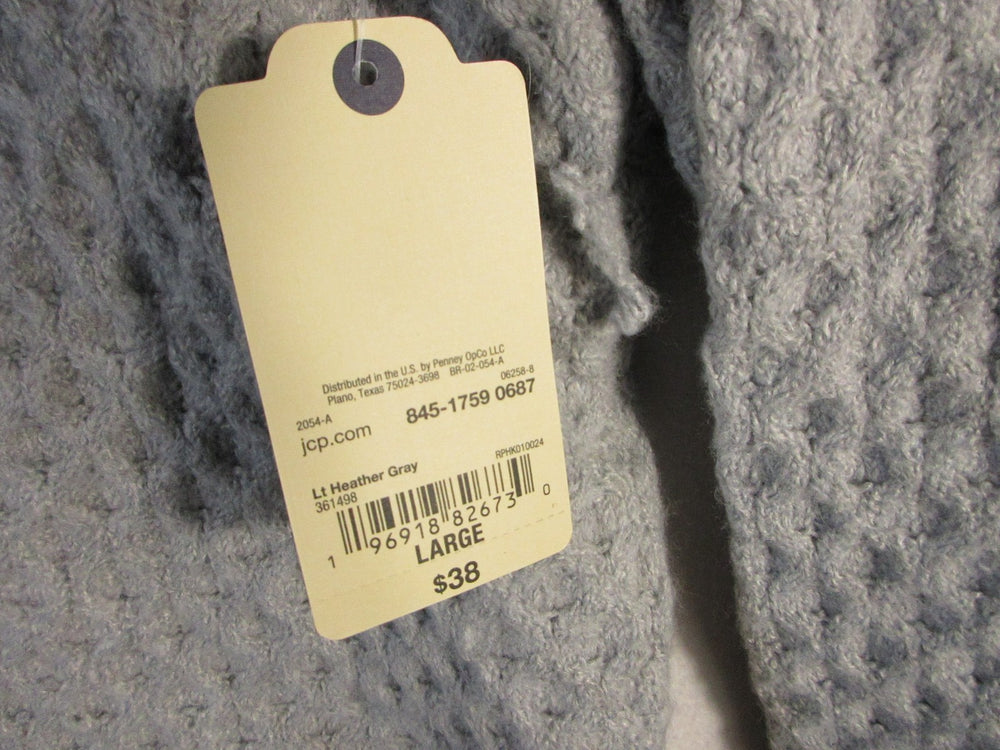 Distributed in the U.S. by Penney OpCo LLC
Plano, Texas 75024-3698 BR-02-054-A
06258-8
2054-A
845-1759 0687
jcp.com
RPHK010024
Lt Heather Gray
361498
1 96918 82673 0
LARGE
$38